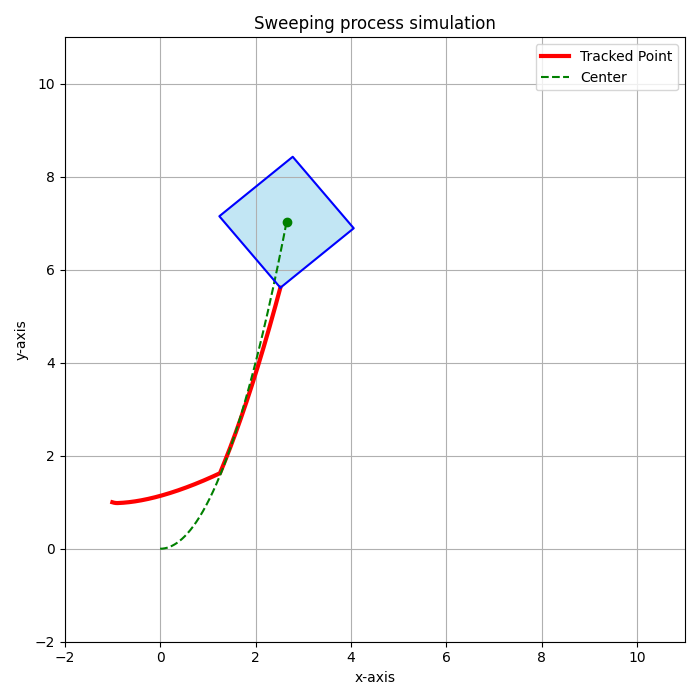 Sweeping process simulation
Tracked Point
Center
10
8
6
4
2
0
−2
y-axis
−2 0 2 4 6 8 10
x-axis